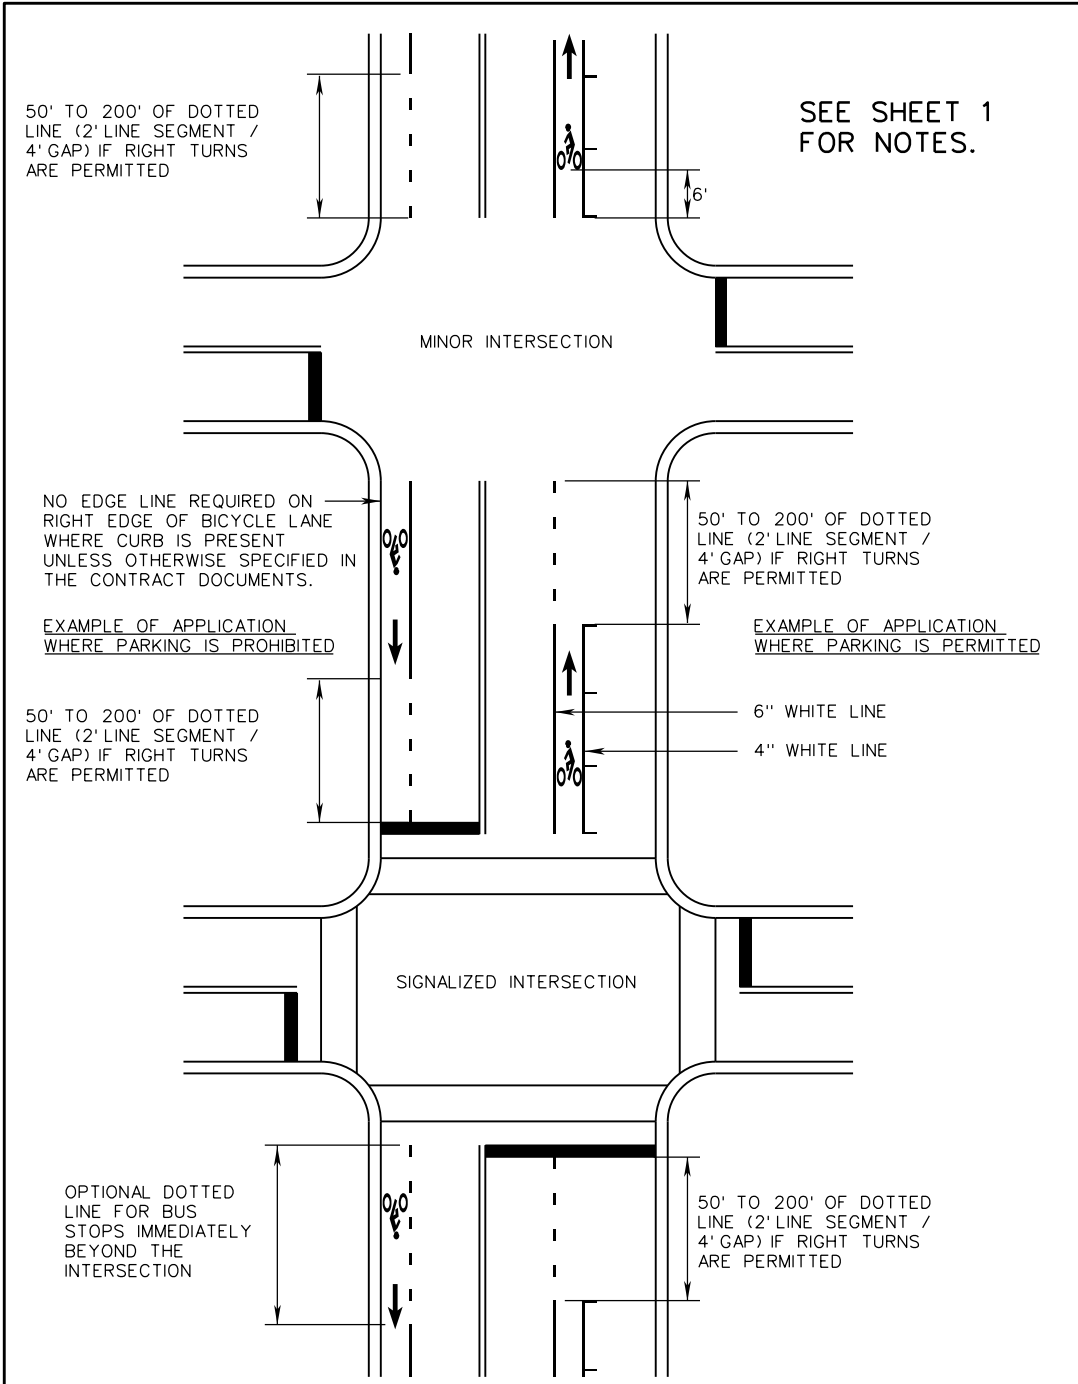 50' TO 200' OF DOTTED
LINE (2' LINE SEGMENT /
4' GAP) IF RIGHT TURNS
ARE PERMITTED
SEE SHEET 1
FOR NOTES.
6'
MINOR INTERSECTION
NO EDGE LINE REQUIRED ON
RIGHT EDGE OF BICYCLE LANE
WHERE CURB IS PRESENT
UNLESS OTHERWISE SPECIFIED IN
THE CONTRACT DOCUMENTS.
50' TO 200' OF DOTTED
LINE (2' LINE SEGMENT /
4' GAP) IF RIGHT TURNS
ARE PERMITTED
EXAMPLE OF APPLICATION
WHERE PARKING IS PROHIBITED
EXAMPLE OF APPLICATION
WHERE PARKING IS PERMITTED
50' TO 200' OF DOTTED
LINE (2' LINE SEGMENT /
4' GAP) IF RIGHT TURNS
ARE PERMITTED
6'' WHITE LINE
4'' WHITE LINE
SIGNALIZED INTERSECTION
OPTIONAL DOTTED
LINE FOR BUS
STOPS IMMEDIATELY
BEYOND THE
INTERSECTION
50' TO 200' OF DOTTED
LINE (2' LINE SEGMENT /
4' GAP) IF RIGHT TURNS
ARE PERMITTED